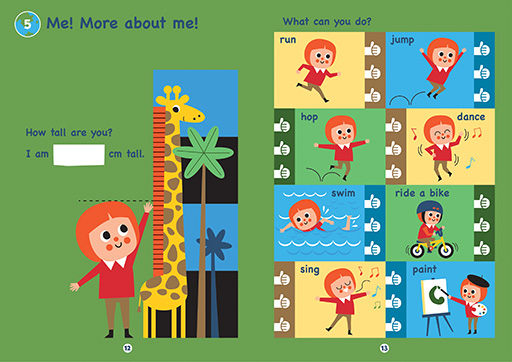 5 Me! More about me!
How tall are you?
I am cm tall.
12
What can you do?
run
jump
hop
dance
swim
ride a bike
sing
paint
13